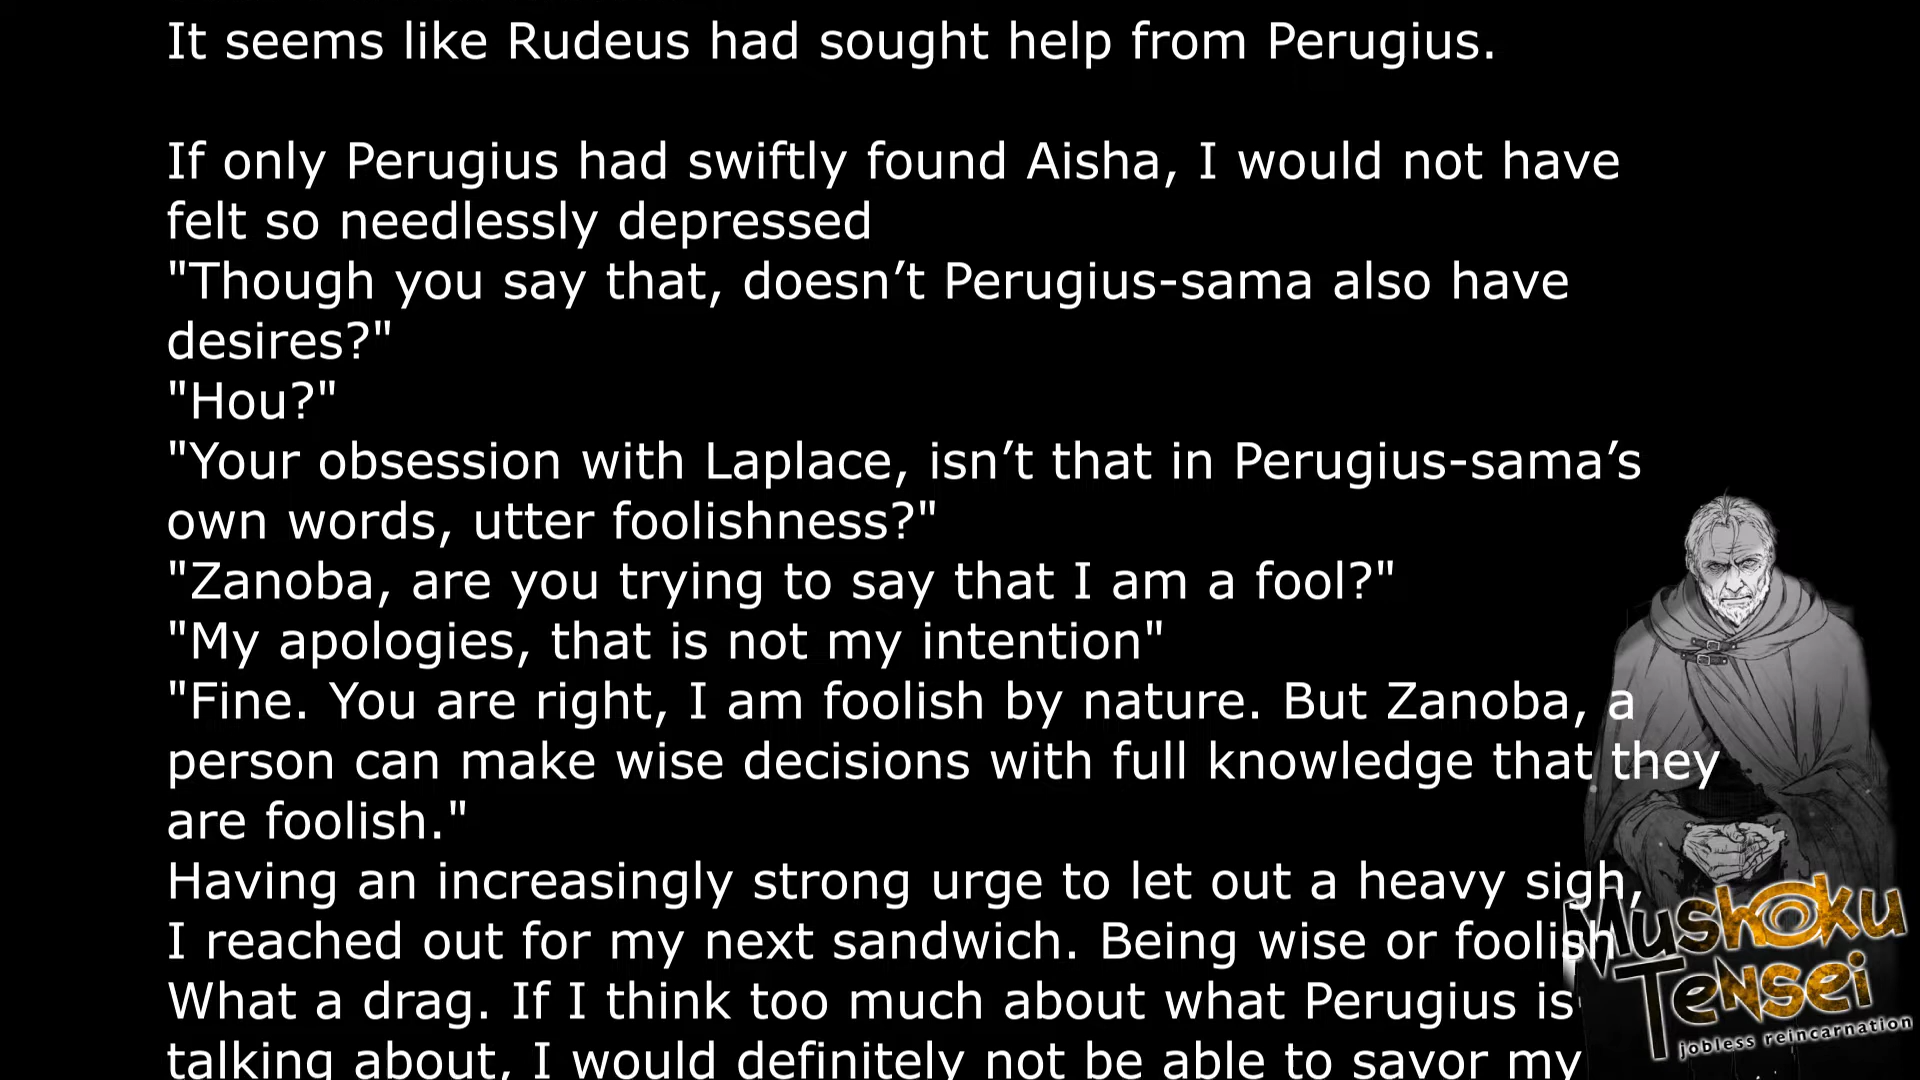 It seems like Rudeus had sought help from Perugius.
If only Perugius had swiftly found Aisha, I would not have
felt so needlessly depressed
"Though you say that, doesn’t Perugius-sama also have
desires?"
"Hou?"
"Your obsession with Laplace, isn’t that in Perugius-sama’s
own words, utter foolishness?"
"Zanoba, are you trying to say that I am a fool?"
"My apologies, that is not my intention"
"Fine. You are right, I am foolish by nature. But Zanoba, a
person can make wise decisions with full knowledge that they
are foolish."
Having an increasingly strong urge to let out a heavy sigh,
I reached out for my next sandwich. Being wise or foolish
What a drag. If I think too much about what Perugius is
talking about, I would definitely not be able to savor my
Mushoku
Tensei
jobless reincarnation